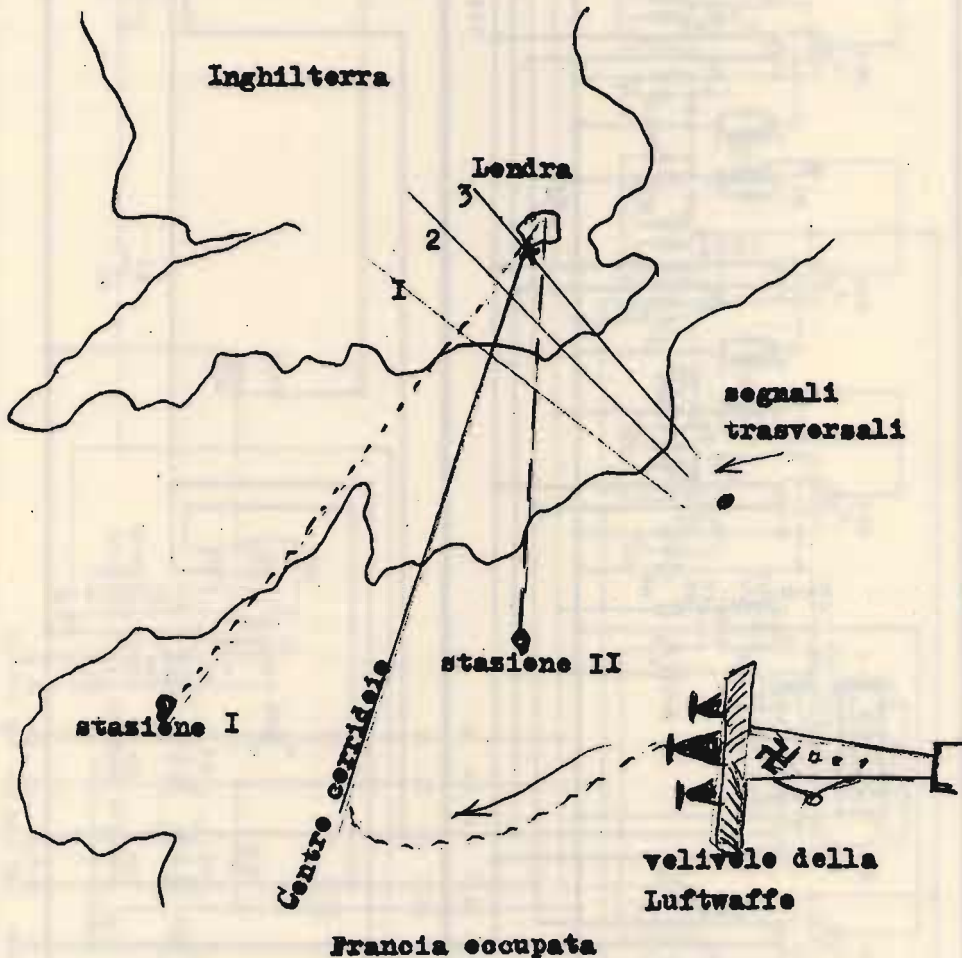 Inghilterra
Londra
3
2
I
segnali
trasversali
stazione II
stazione I
Centro corridoio
velivolo della
Luftwaffe
Francia occupata